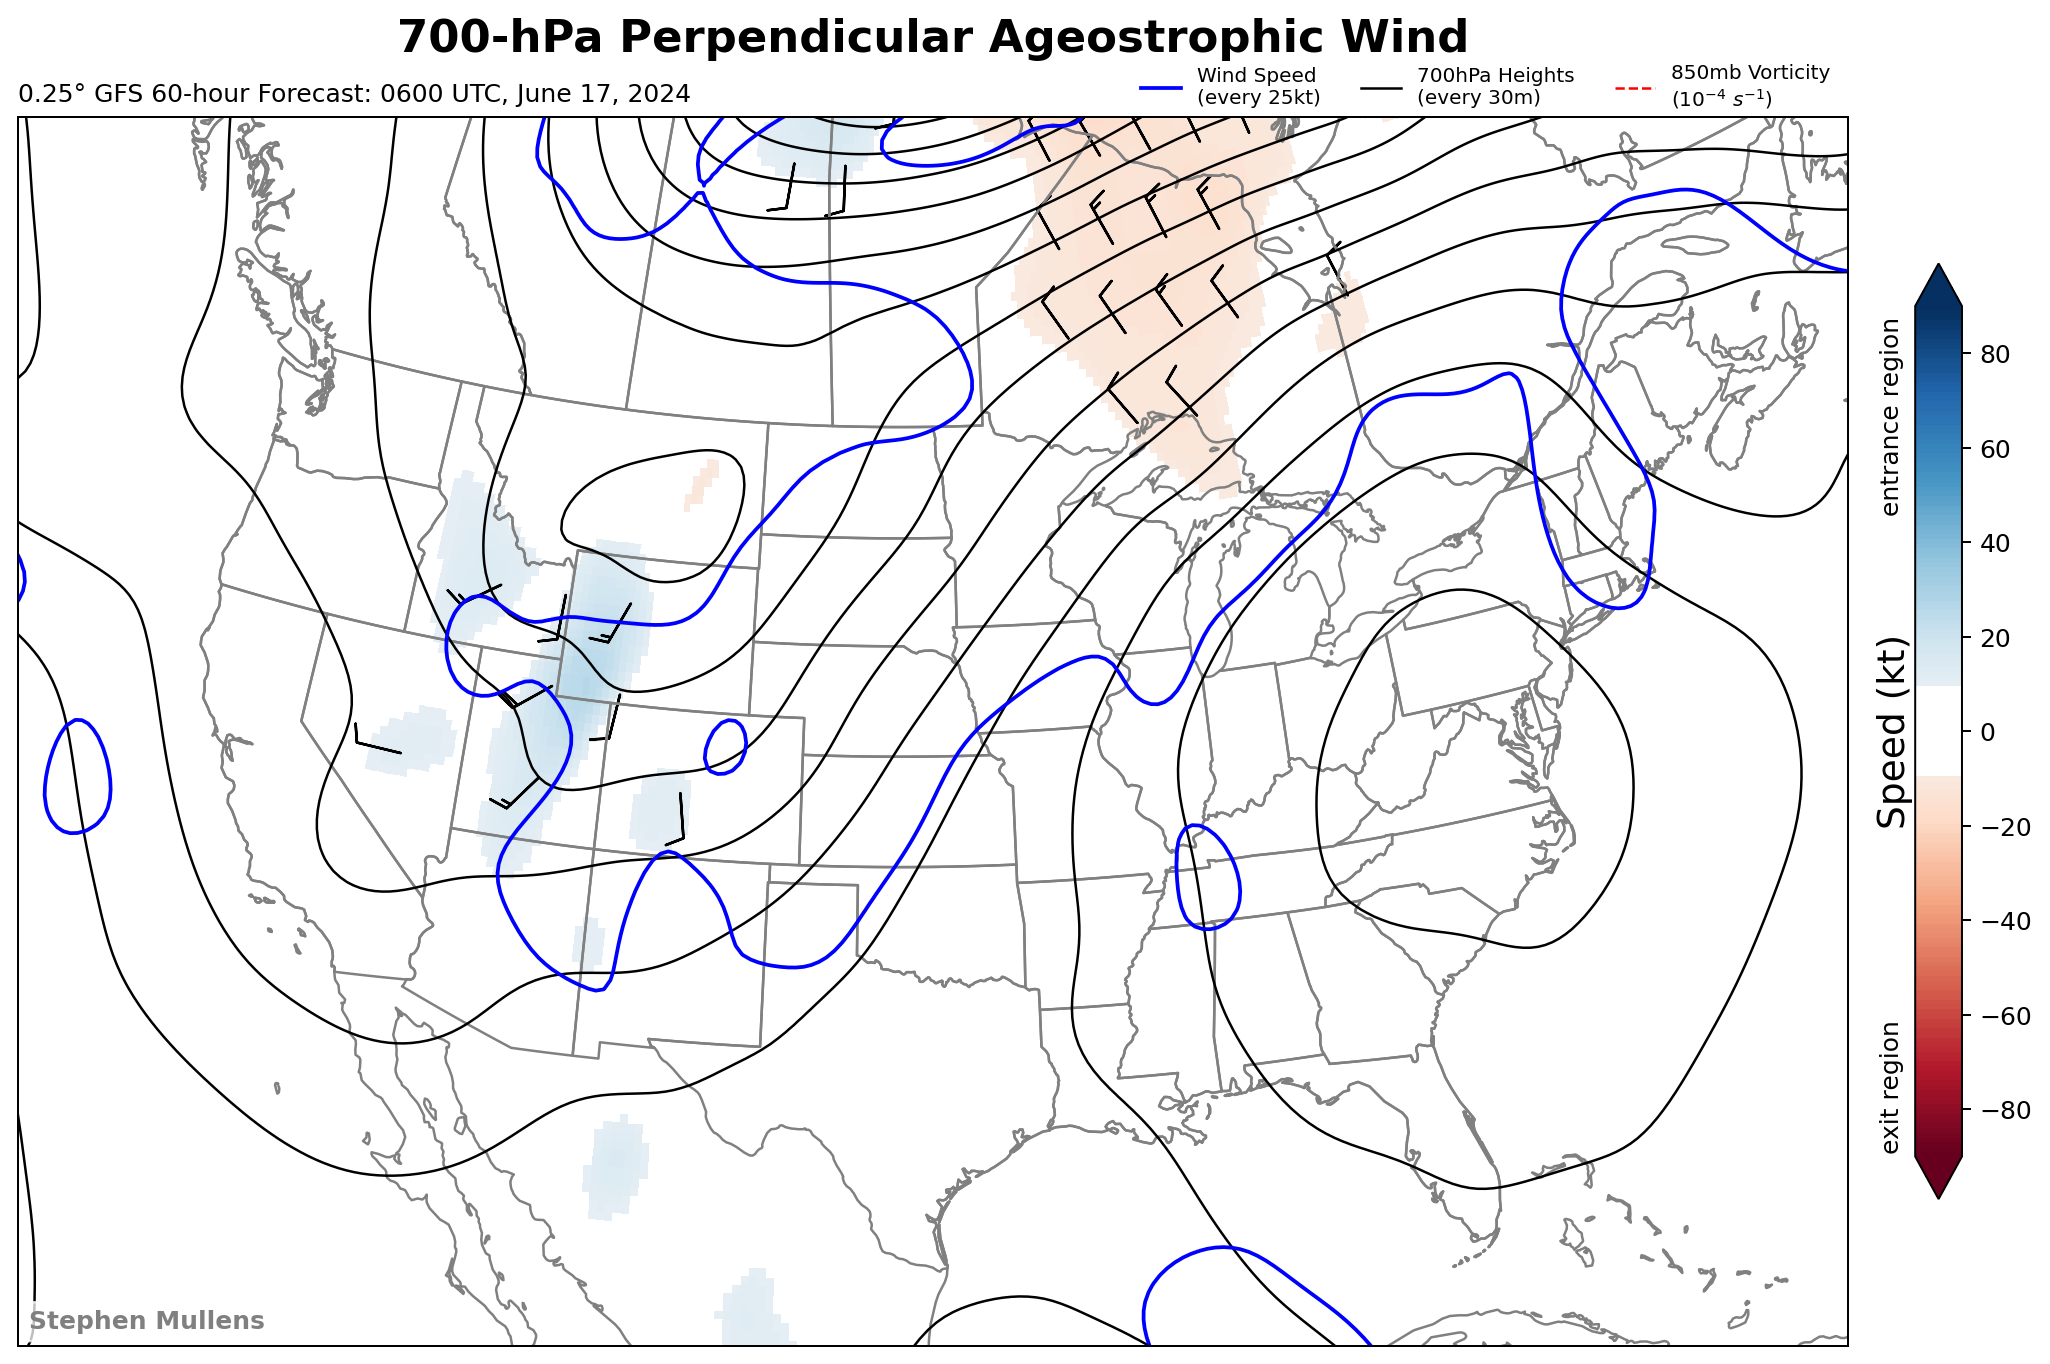 700-hPa Perpendicular Ageostrophic Wind
0.25° GFS 60-hour Forecast: 0600 UTC, June 17, 2024
Wind Speed
(every 25kt)
700hPa Heights
(every 30m)
850mb Vorticity
(10⁻⁴ s⁻¹)
entrance region
Speed (kt)
exit region
80
60
40
20
0
−20
−40
−60
−80
Stephen Mullens